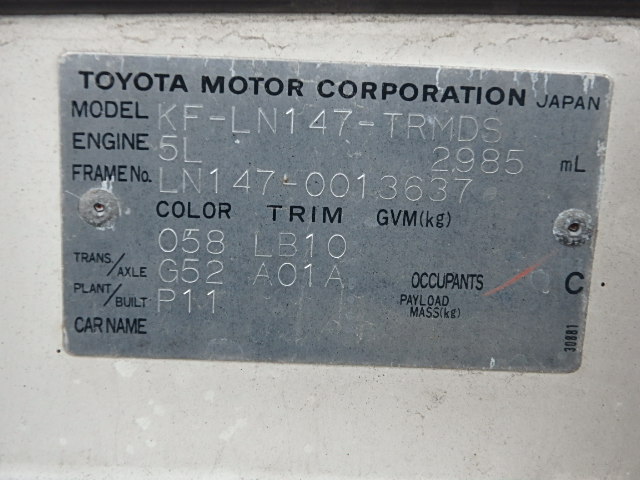 TOYOTA MOTOR CORPORATION JAPAN
MODEL KF-LN147-TRMDS
ENGINE 5L 2985 mL
FRAME No. LN147-0013637
COLOR TRIM GVM(kg)
058 LB10
TRANS/AXLE G52 A01A OCCUPANTS C
PLANT/BUILT P11 PAYLOAD MASS(kg)
CAR NAME
30881